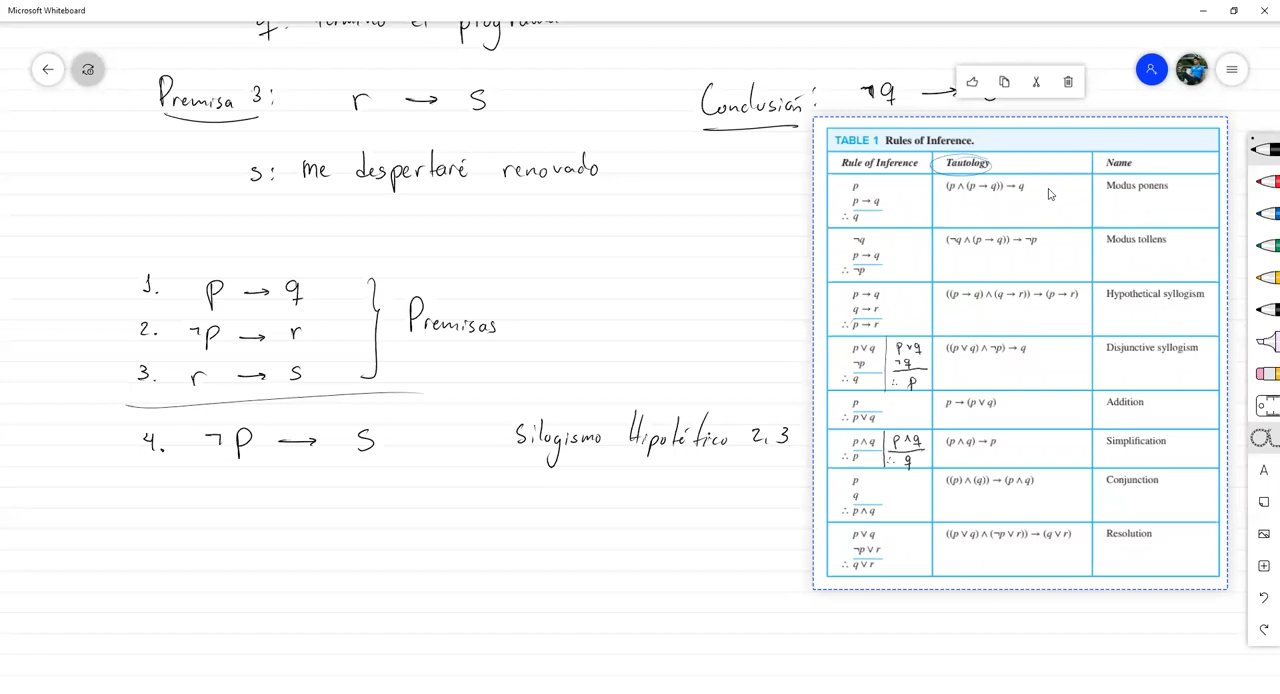 Microsoft Whiteboard
Premisa 3: r → s
Conclusión: ¬q →
s: me despertaré renovado
1. p → q
2. ¬p → r
3. r → s
Premisas
4. ¬p → s
Silogismo Hipotético 2,3
TABLE 1 Rules of Inference.
Rule of Inference Tautology Name
p
p → q
∴ q
(p ∧ (p → q)) → q
Modus ponens
¬q
p → q
∴ ¬p
(¬q ∧ (p → q)) → ¬p
Modus tollens
p → q
q → r
∴ p → r
((p → q) ∧ (q → r)) → (p → r)
Hypothetical syllogism
p ∨ q
¬p
∴ q
p ∨ q
¬q
∴ p
((p ∨ q) ∧ ¬p) → q
Disjunctive syllogism
p
∴ p ∨ q
p → (p ∨ q)
Addition
p ∧ q
∴ p
p ∧ q
∴ q
(p ∧ q) → p
Simplification
p
q
∴ p ∧ q
((p) ∧ (q)) → (p ∧ q)
Conjunction
p ∨ q
¬p ∨ r
∴ q ∨ r
((p ∨ q) ∧ (¬p ∨ r)) → (q ∨ r)
Resolution